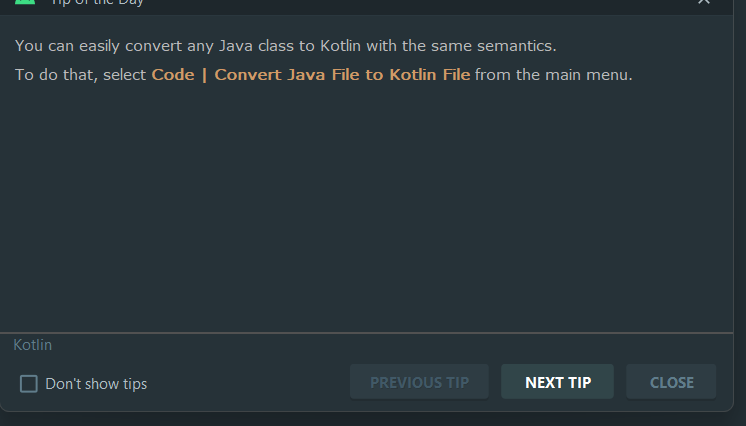 Tip of the Day
You can easily convert any Java class to Kotlin with the same semantics.
To do that, select Code | Convert Java File to Kotlin File from the main menu.
Kotlin
Don't show tips
PREVIOUS TIP
NEXT TIP
CLOSE